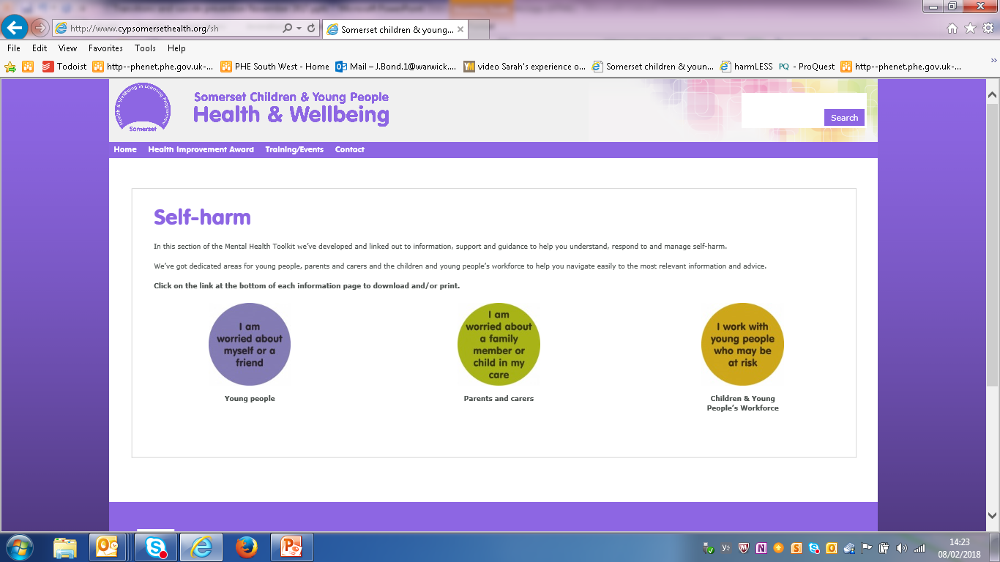 http://www.cypsomersethealth.org/sh
Somerset children & young...
File Edit View Favorites Tools Help
Todoist http--phenet.phe.gov.uk-... PHE South West - Home Mail – J.Bond.1@warwick.... video Sarah's experience o... Somerset children & youn... harmLESS PQ - ProQuest http--phenet.phe.gov.uk-...
Health & Wellbeing in Learning Programme
Somerset
Somerset Children & Young People
Health & Wellbeing
Search
Home Health Improvement Award Training/Events Contact
Self-harm
In this section of the Mental Health Toolkit we've developed and linked out to information, support and guidance to help you understand, respond to and manage self-harm.
We've got dedicated areas for young people, parents and carers and the children and young people's workforce to help you navigate easily to the most relevant information and advice.
Click on the link at the bottom of each information page to download and/or print.
I am
worried about
myself or a
friend
Young people
I am
worried about
a family
member or
child in my
care
Parents and carers
I work with
young people
who may be
at risk
Children & Young
People's Workforce
14:23
08/02/2018